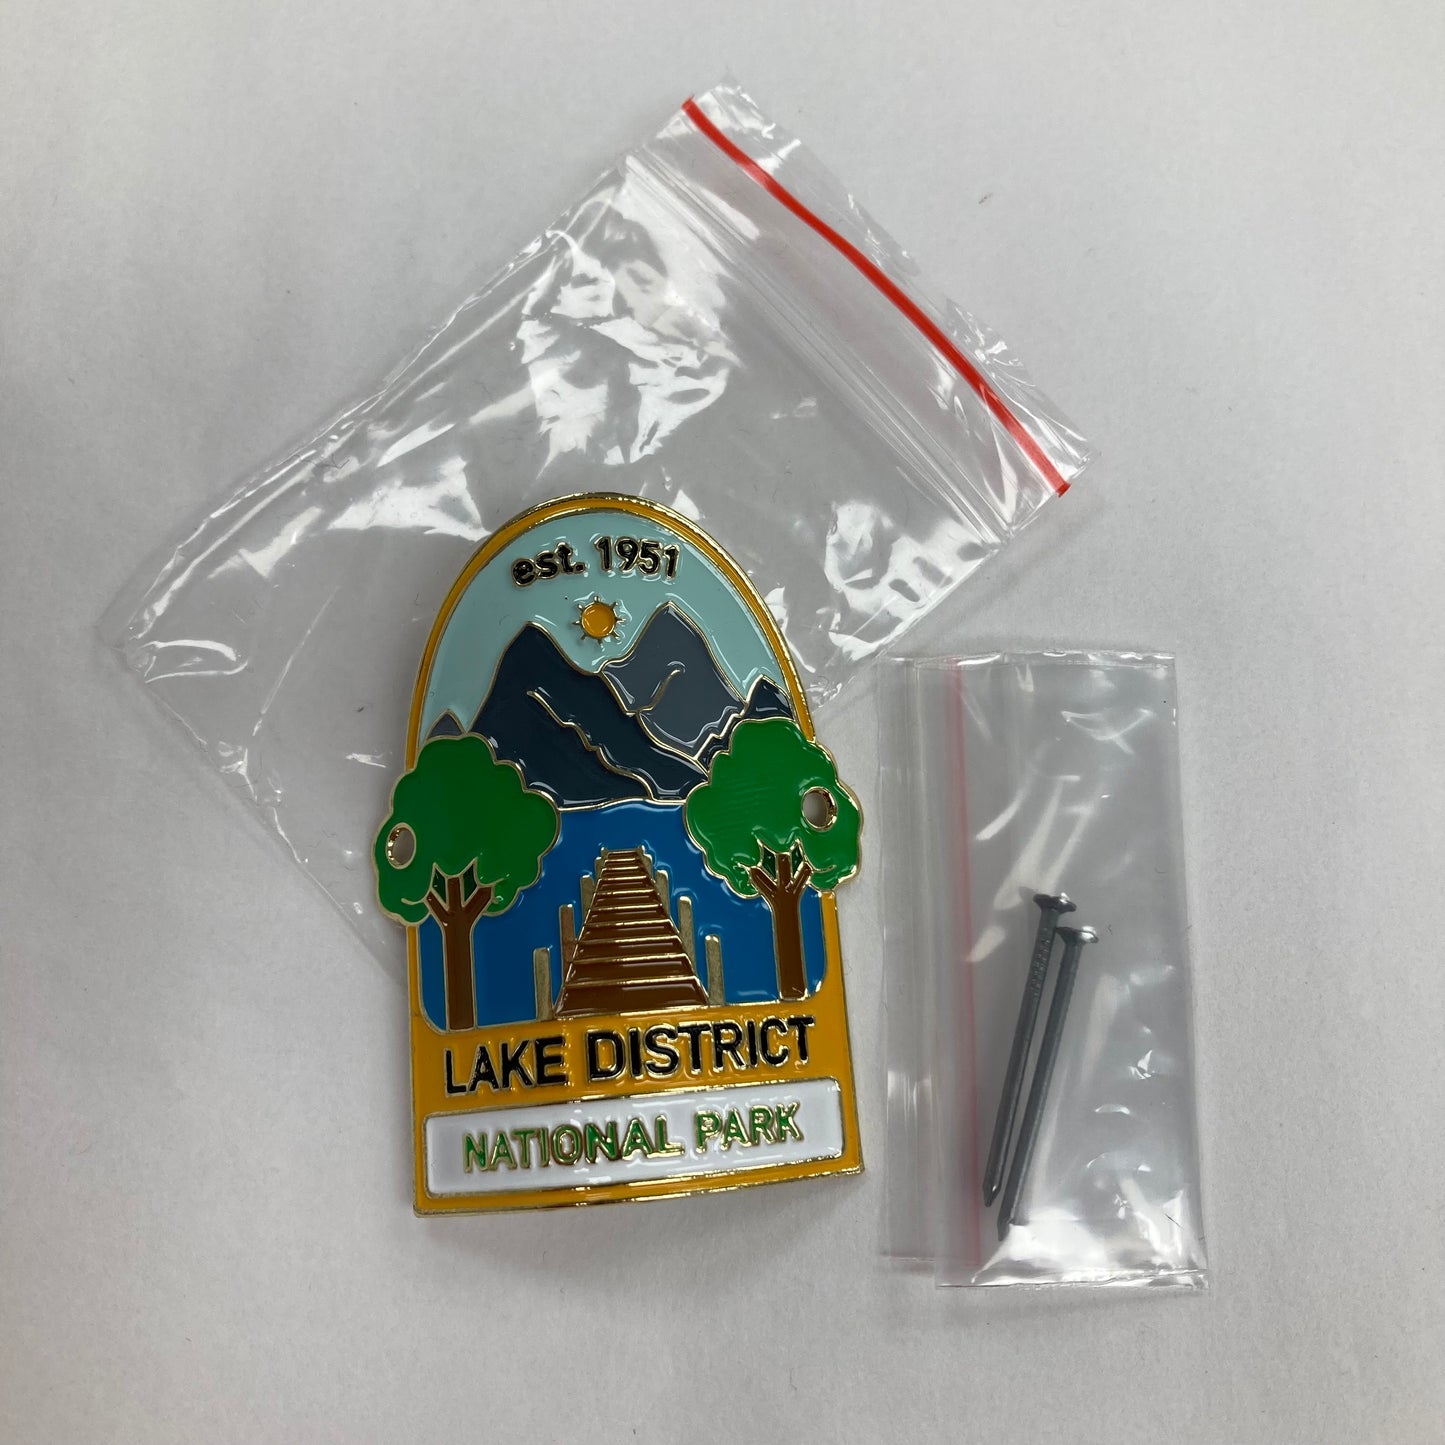 est. 1951
LAKE DISTRICT
NATIONAL PARK